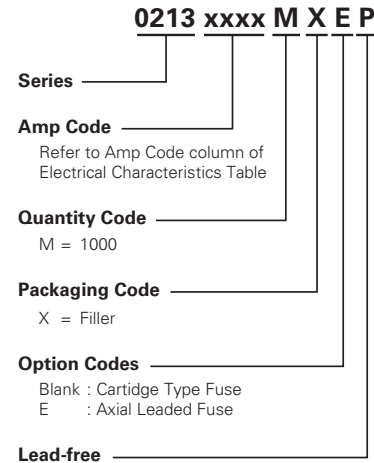 0213 xxxx M X E P
Series
Amp Code
Refer to Amp Code column of
Electrical Characteristics Table
Quantity Code
M = 1000
Packaging Code
X = Filler
Option Codes
Blank : Cartidge Type Fuse
E : Axial Leaded Fuse
Lead-free